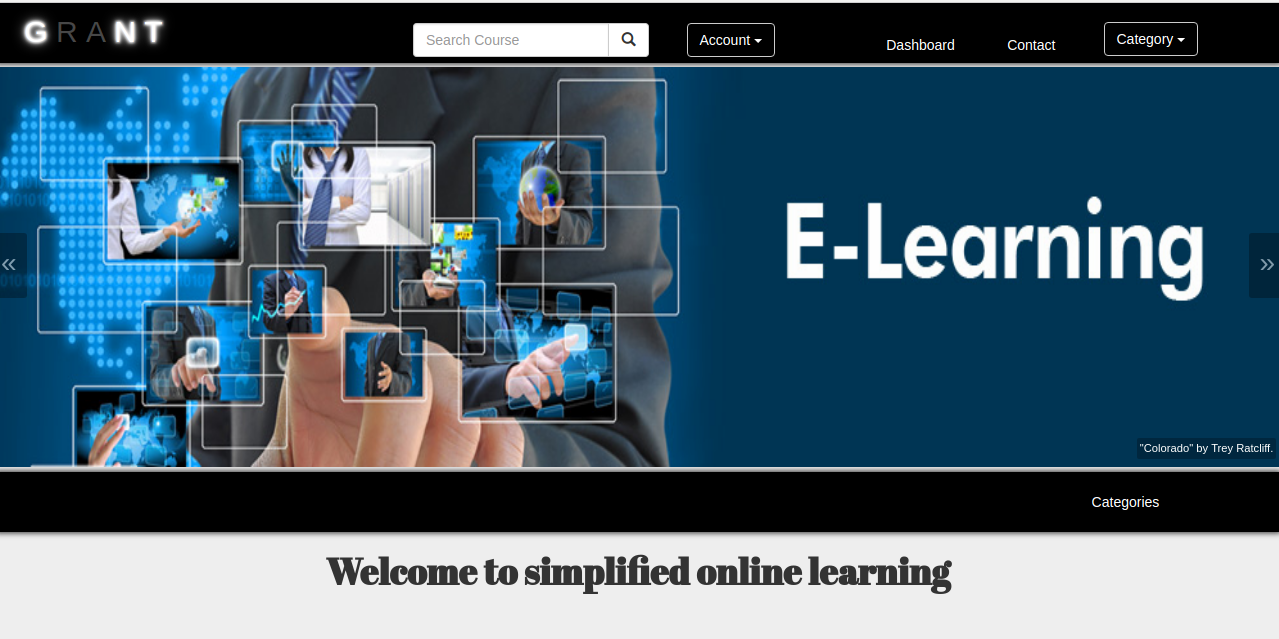 GRANT
Search Course
Account
Dashboard
Contact
Category
E-Learning
«
»
"Colorado" by Trey Ratcliff.
Categories
Welcome to simplified online learning